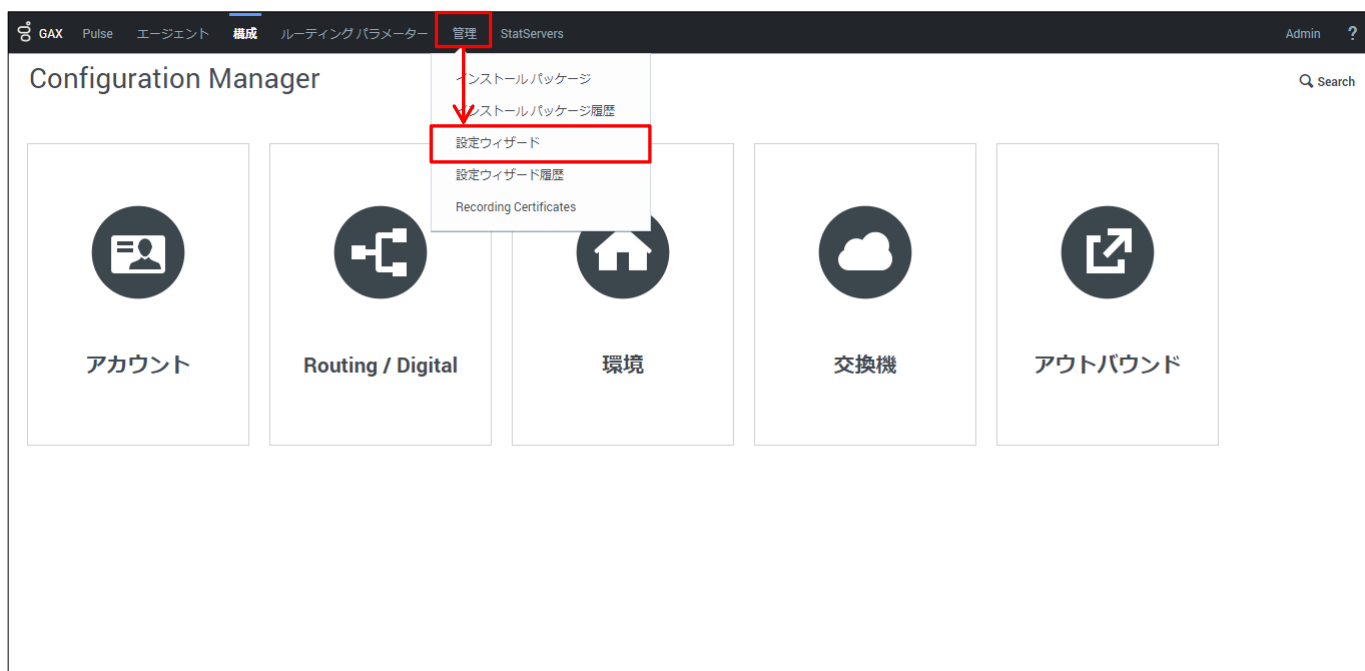 GAX Pulse エージェント 構成 ルーティング パラメーター 管理 StatServers Admin ?
Configuration Manager
Search
インストール パッケージ
インストール パッケージ履歴
設定ウィザード
設定ウィザード履歴
Recording Certificates
アカウント
Routing / Digital
環境
交換機
アウトバウンド